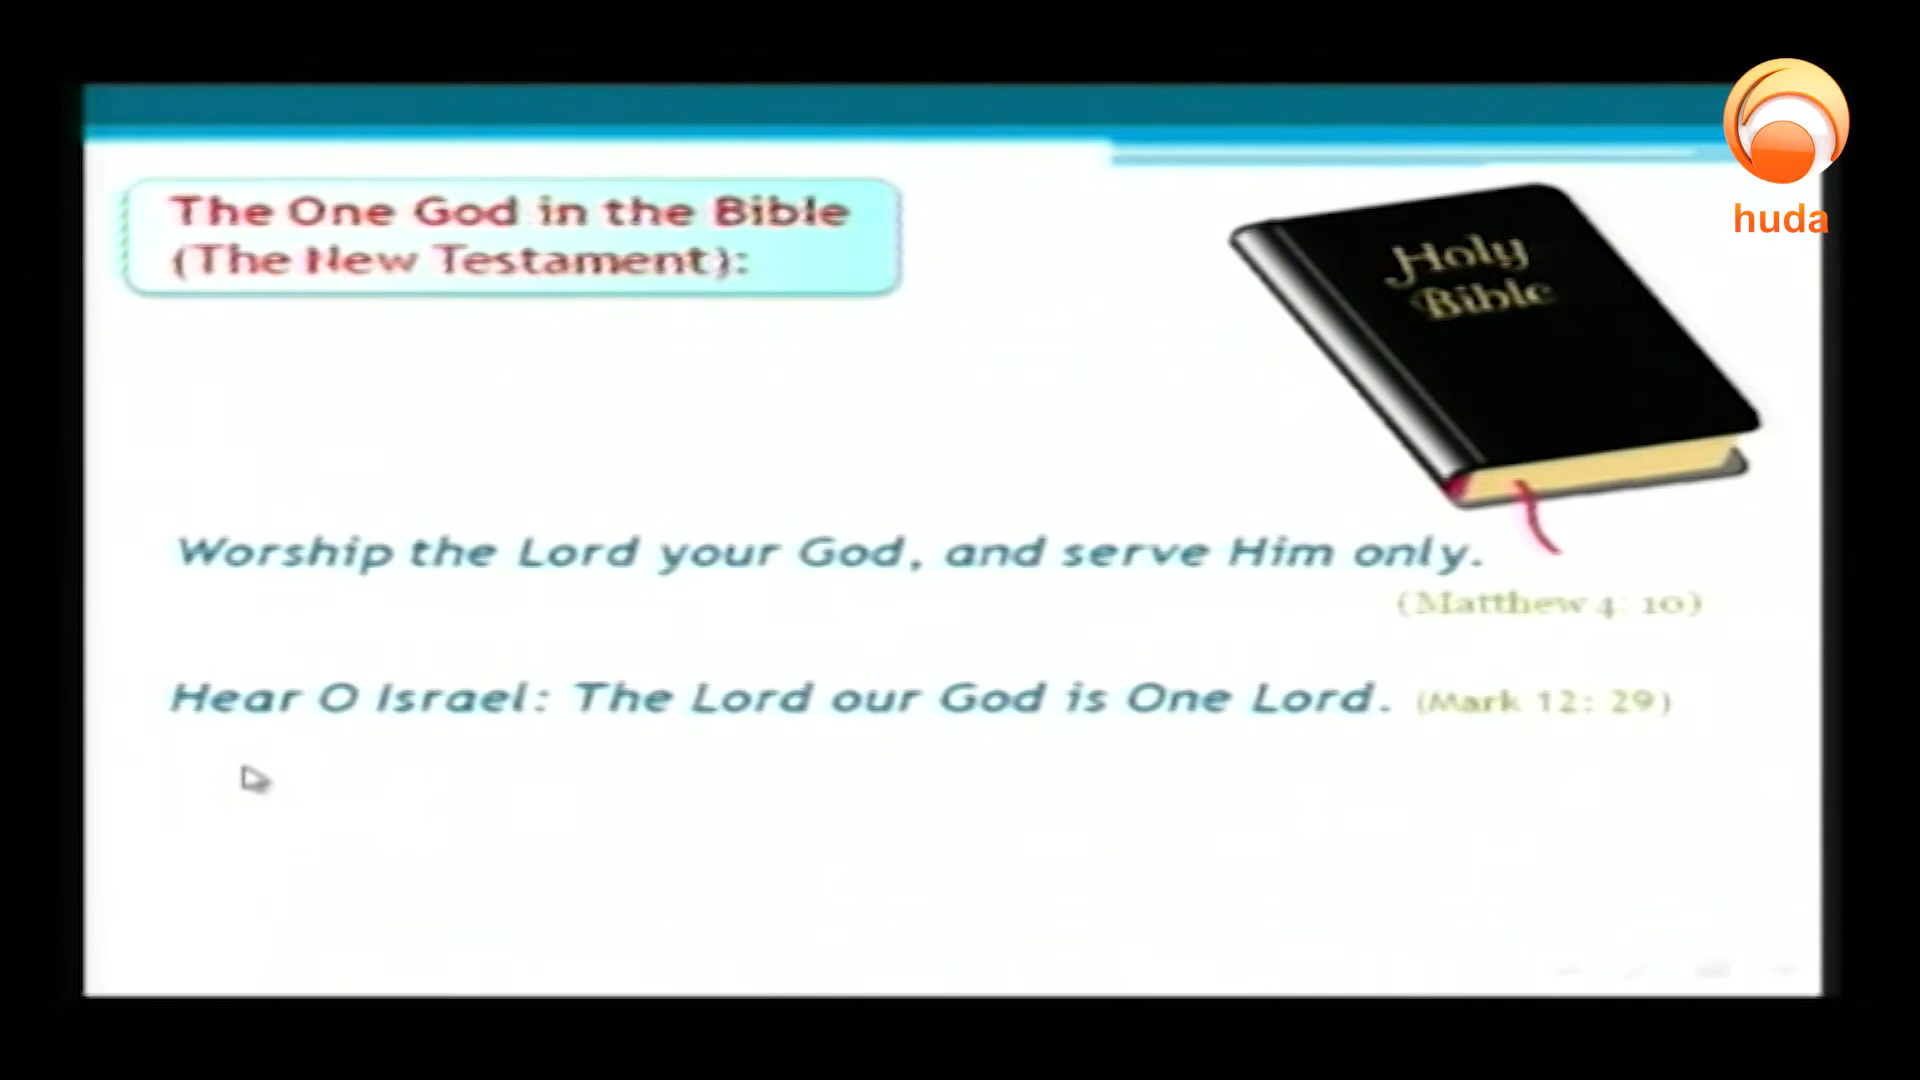 huda
The One God in the Bible
(The New Testament):
Holy
Bible
Worship the Lord your God, and serve Him only.
(Matthew 4: 10)
Hear O Israel: The Lord our God is One Lord. (Mark 12: 29)